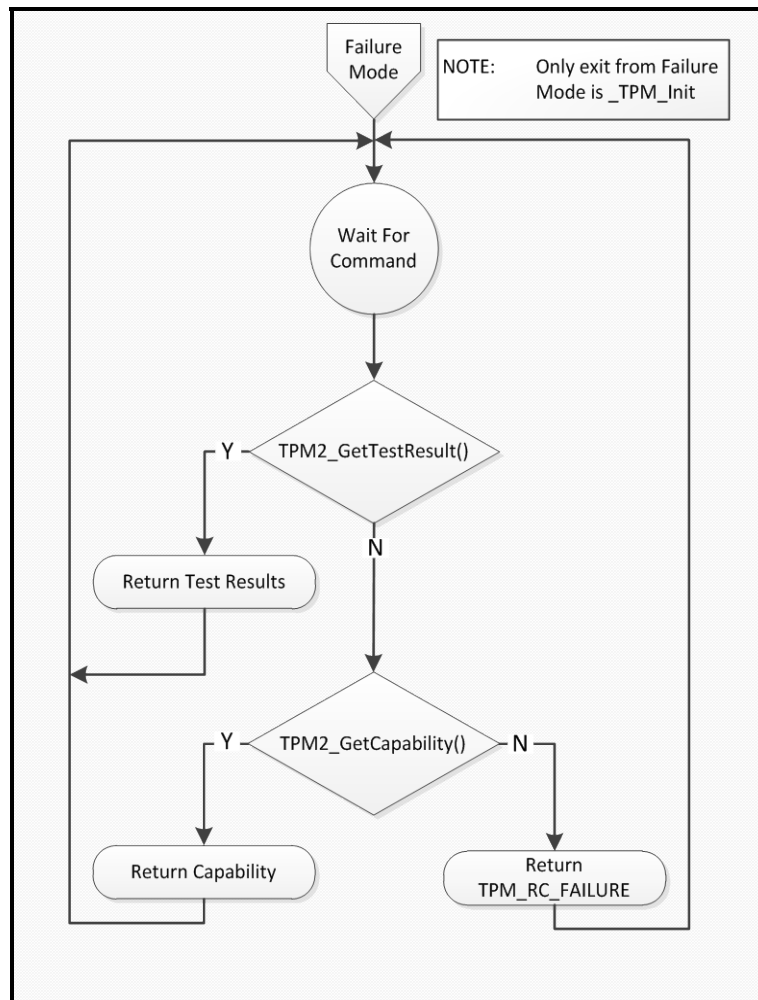 Failure
Mode
NOTE: Only exit from Failure
Mode is _TPM_Init
Wait For
Command
TPM2_GetTestResult()
Y
N
Return Test Results
TPM2_GetCapability()
Y
N
Return Capability
Return
TPM_RC_FAILURE